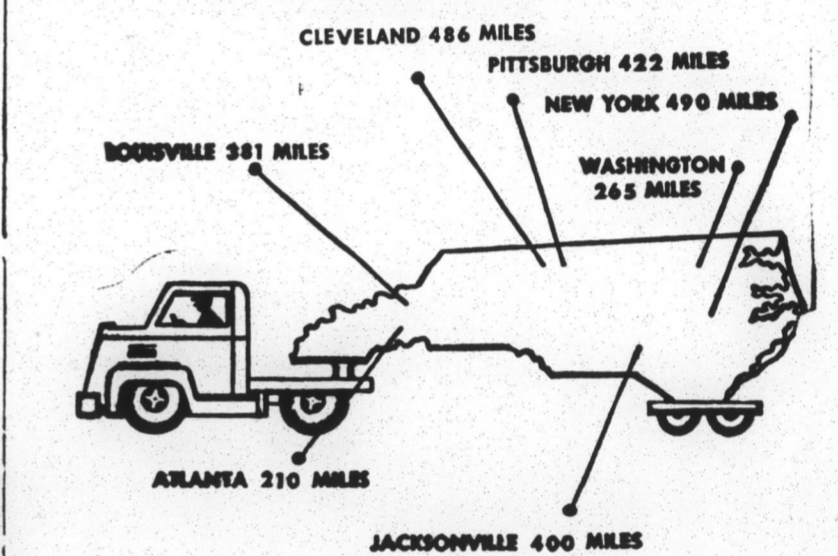 CLEVELAND 486 MILES
PITTSBURGH 422 MILES
NEW YORK 490 MILES
LOUISVILLE 381 MILES
WASHINGTON
265 MILES
ATLANTA 210 MILES
JACKSONVILLE 400 MILES